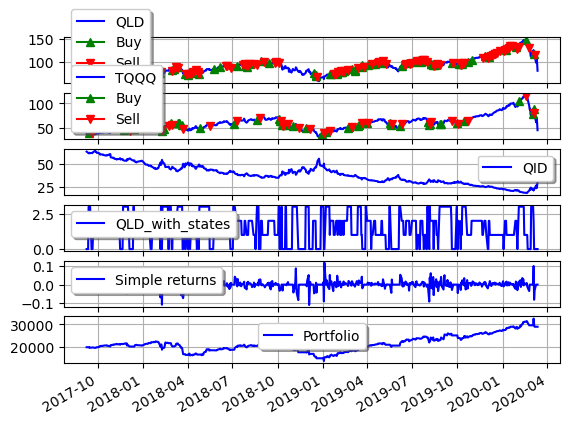 QLD
Buy
Sell
TQQQ
Buy
Sell
150
100
100
50
50
25
QID
2.5
0.0
QLD_with_states
0.1
0.0
−0.1
Simple returns
30000
20000
Portfolio
2017-10
2018-01
2018-04
2018-07
2018-10
2019-01
2019-04
2019-07
2019-10
2020-01
2020-04